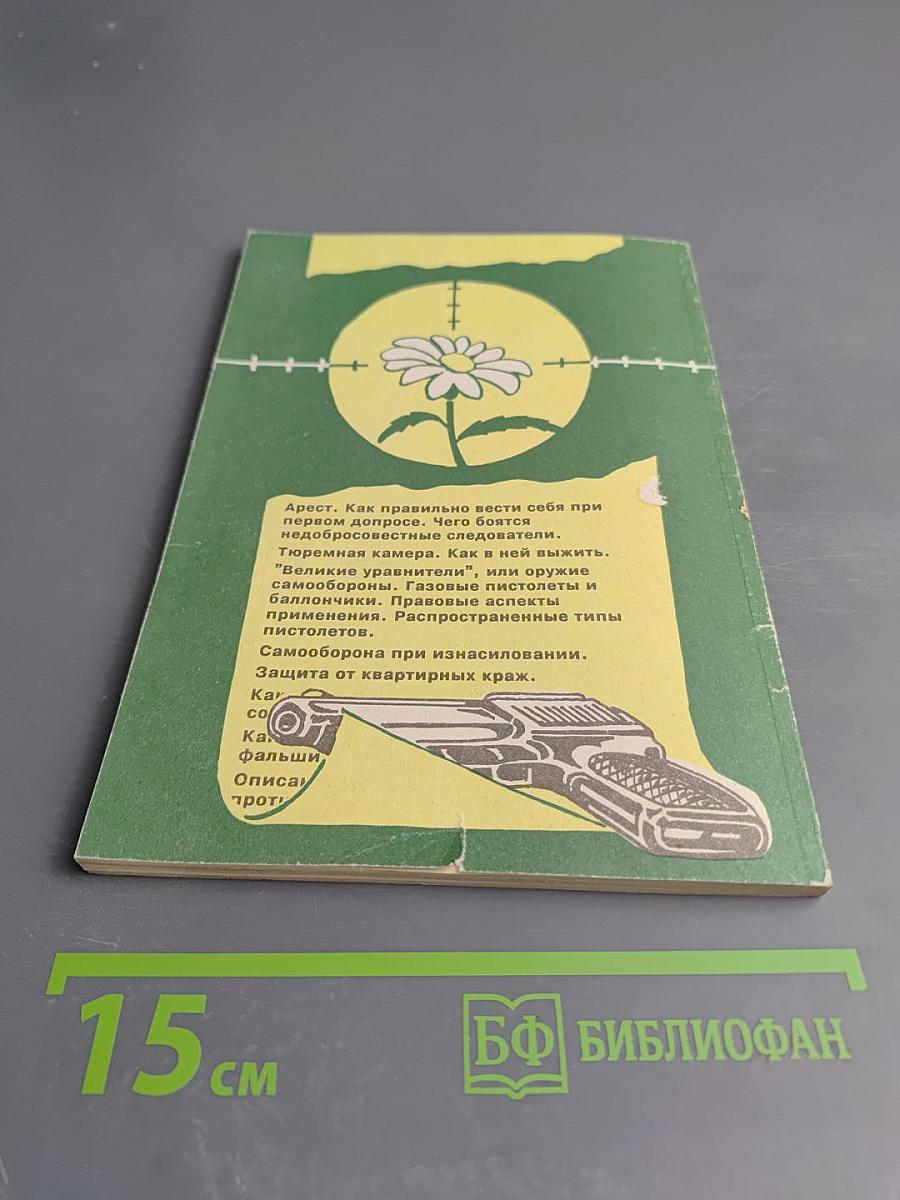 Арест. Как правильно вести себя при
первом допросе. Чего боятся
недобросовестные следователи.
Тюремная камера. Как в ней выжить.
"Великие уравнители", или оружие
самообороны. Газовые пистолеты и
баллончики. Правовые аспекты
применения. Распространенные типы
пистолетов.
Самооборона при изнасиловании.
Защита от квартирных краж.
15 см
БФ БИБЛИОФАН